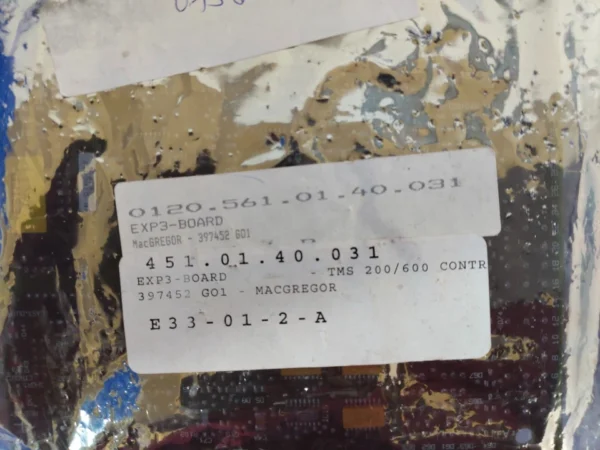 0120.561.01.40.031
EXP3-BOARD
MacGREGOR - 397452 G01
451.01.40.031
EXP3-BOARD - TMS 200/600 CONTR
397452 GO1 - MACGREGOR
E33-01-2-A